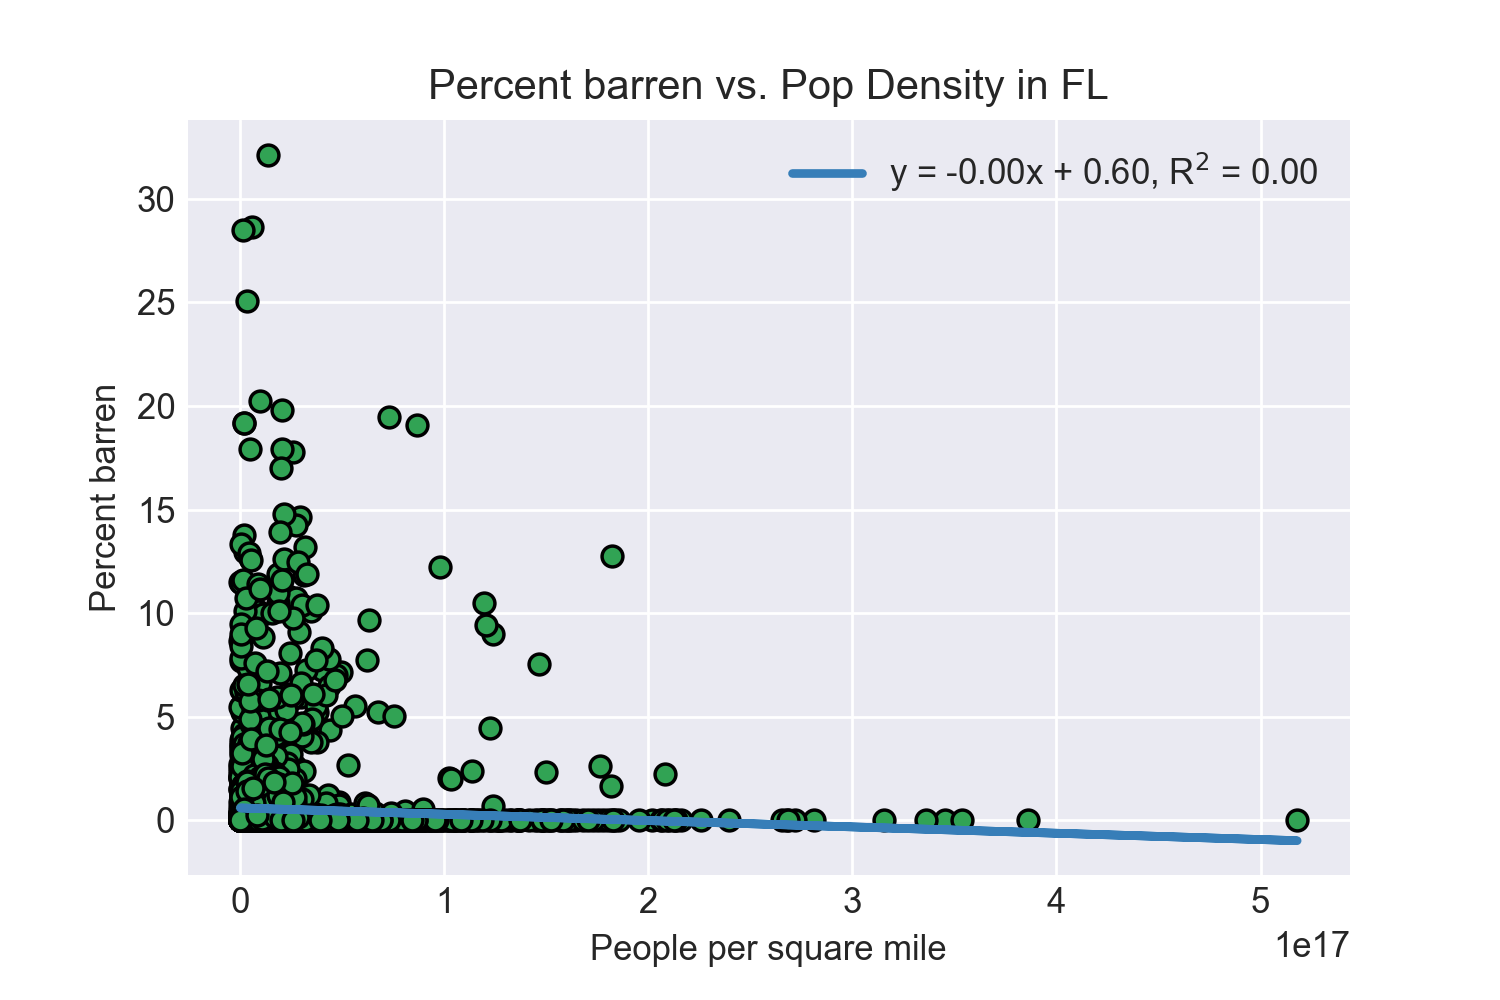 Percent barren vs. Pop Density in FL
y = -0.00x + 0.60, R² = 0.00
Percent barren
30
25
20
15
10
5
0
0 1 2 3 4 5
1e17
People per square mile